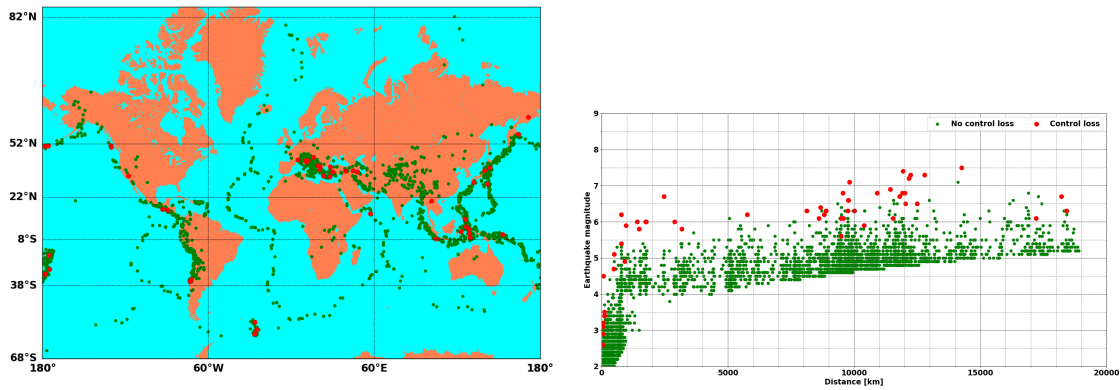 82°N
52°N
22°N
8°S
38°S
68°S
180°
60°W
60°E
180°
9
8
7
6
5
4
3
2
Earthquake magnitude
No control loss
Control loss
0
5000
10000
15000
20000
Distance [km]